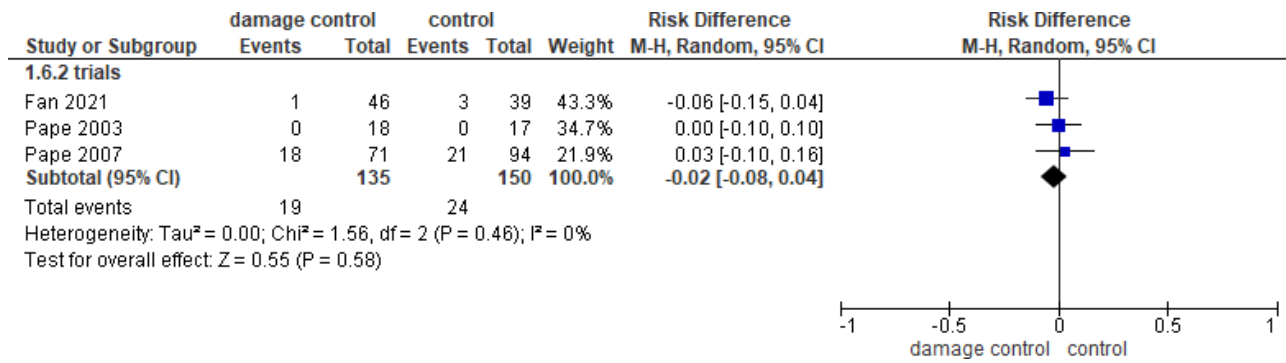 damage control control Risk Difference Risk Difference
Study or Subgroup Events Total Events Total Weight M-H, Random, 95% CI M-H, Random, 95% CI
1.6.2 trials
Fan 2021 1 46 3 39 43.3% -0.06 [-0.15, 0.04]
Pape 2003 0 18 0 17 34.7% 0.00 [-0.10, 0.10]
Pape 2007 18 71 21 94 21.9% 0.03 [-0.10, 0.16]
Subtotal (95% CI) 135 150 100.0% -0.02 [-0.08, 0.04]
Total events 19 24
Heterogeneity: Tau² = 0.00; Chi² = 1.56, df = 2 (P = 0.46); I² = 0%
Test for overall effect: Z = 0.55 (P = 0.58)
-1 -0.5 0 0.5 1
damage control control